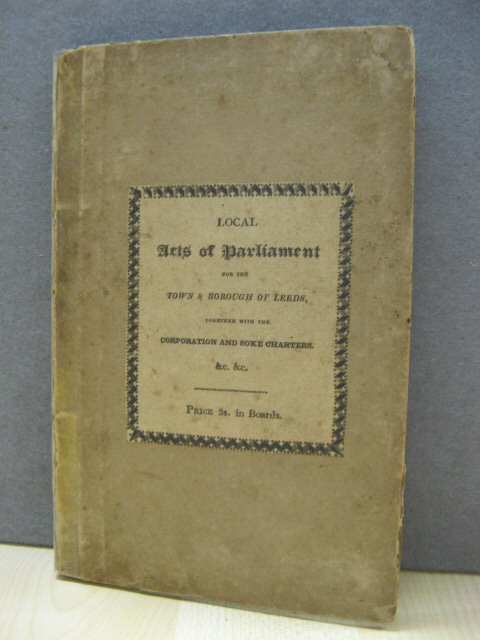 LOCAL
Acts of Parliament
FOR THE
TOWN & BOROUGH OF LEEDS,
TOGETHER WITH THE
CORPORATION AND SOKE CHARTERS.
&c. &c.
PRICE 3s. in Boards.